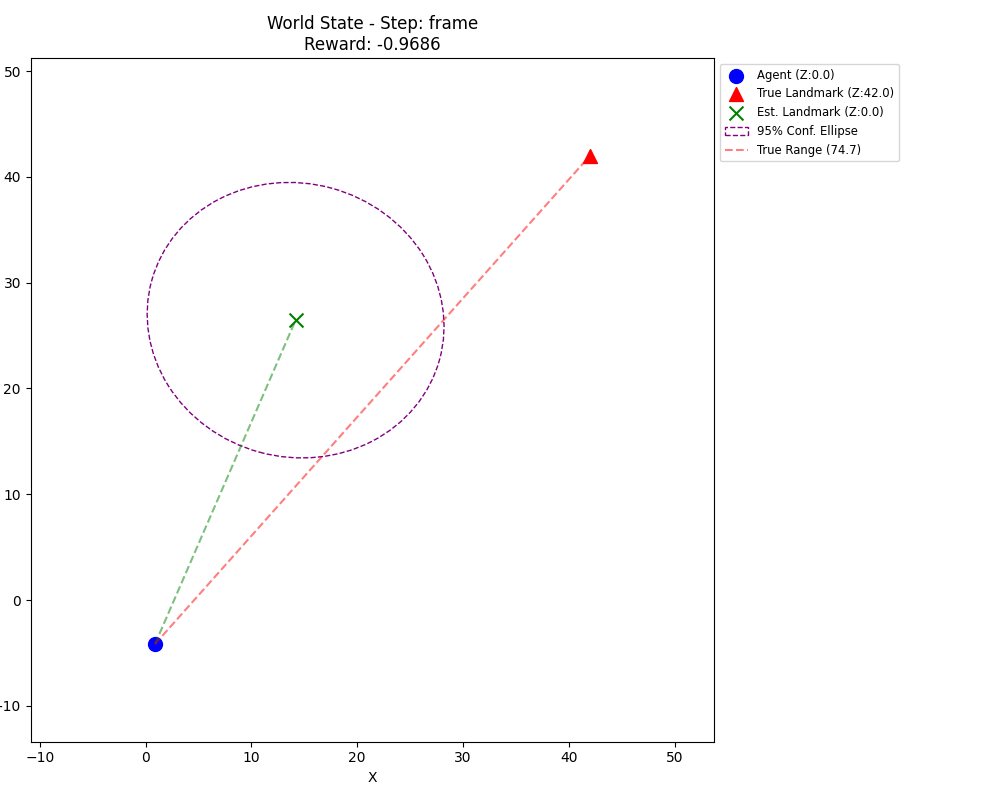 World State - Step: frame
Reward: -0.9686
Agent (Z:0.0)
True Landmark (Z:42.0)
Est. Landmark (Z:0.0)
95% Conf. Ellipse
True Range (74.7)
50
40
30
20
10
0
-10
−10 0 10 20 30 40 50
X